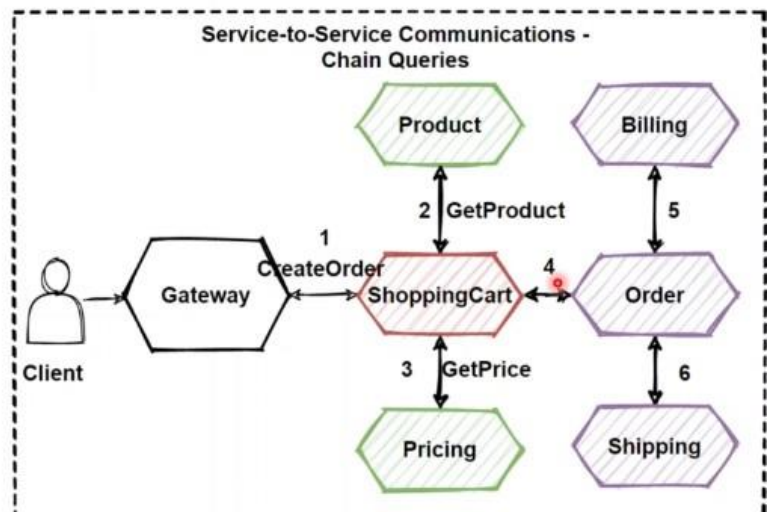 Service-to-Service Communications -
Chain Queries
Product
Billing
2 GetProduct
5
1
CreateOrder
4
Gateway
ShoppingCart
Order
Client
3 GetPrice
6
Pricing
Shipping